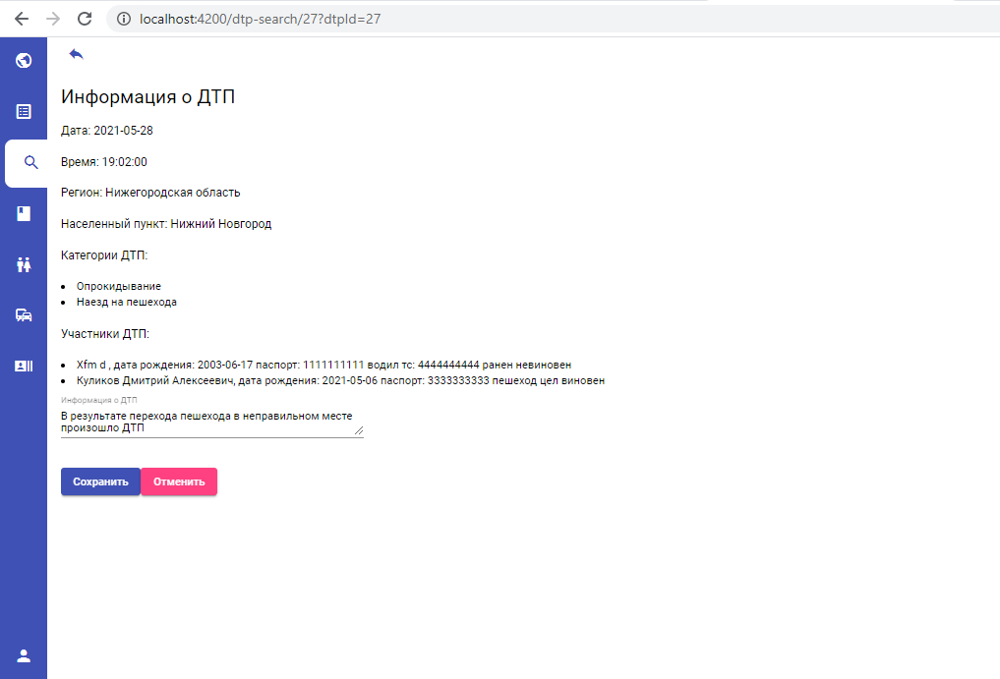 localhost:4200/dtp-search/27?dtpId=27
Информация о ДТП
Дата: 2021-05-28
Время: 19:02:00
Регион: Нижегородская область
Населенный пункт: Нижний Новгород
Категории ДТП:
Опрокидывание
Наезд на пешехода
Участники ДТП:
Xfm d , дата рождения: 2003-06-17 паспорт: 1111111111 водил тс: 4444444444 ранен невиновен
Куликов Дмитрий Алексеевич, дата рождения: 2021-05-06 паспорт: 3333333333 пешеход цел виновен
Информация о ДТП
В результате перехода пешехода в неправильном месте
произошло ДТП
Сохранить Отменить